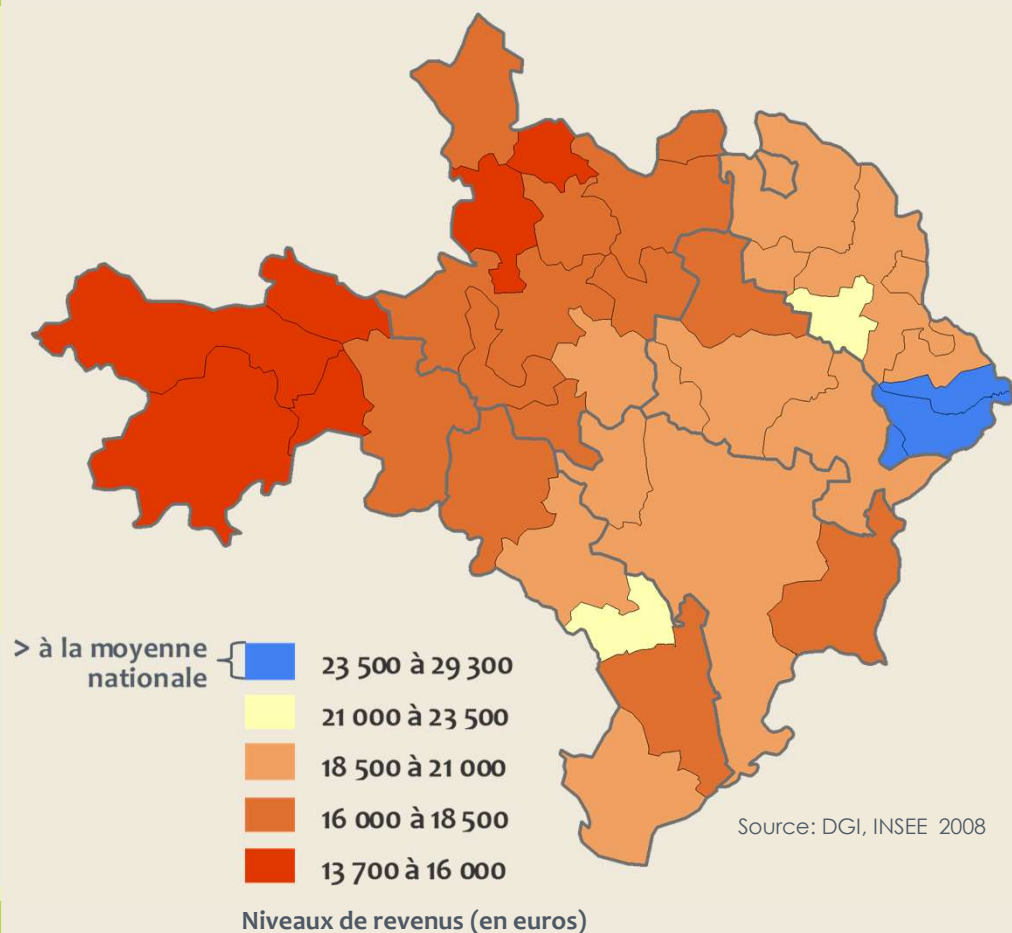 > à la moyenne
nationale
23 500 à 29 300
21 000 à 23 500
18 500 à 21 000
16 000 à 18 500
13 700 à 16 000
Source: DGI, INSEE 2008
Niveaux de revenus (en euros)